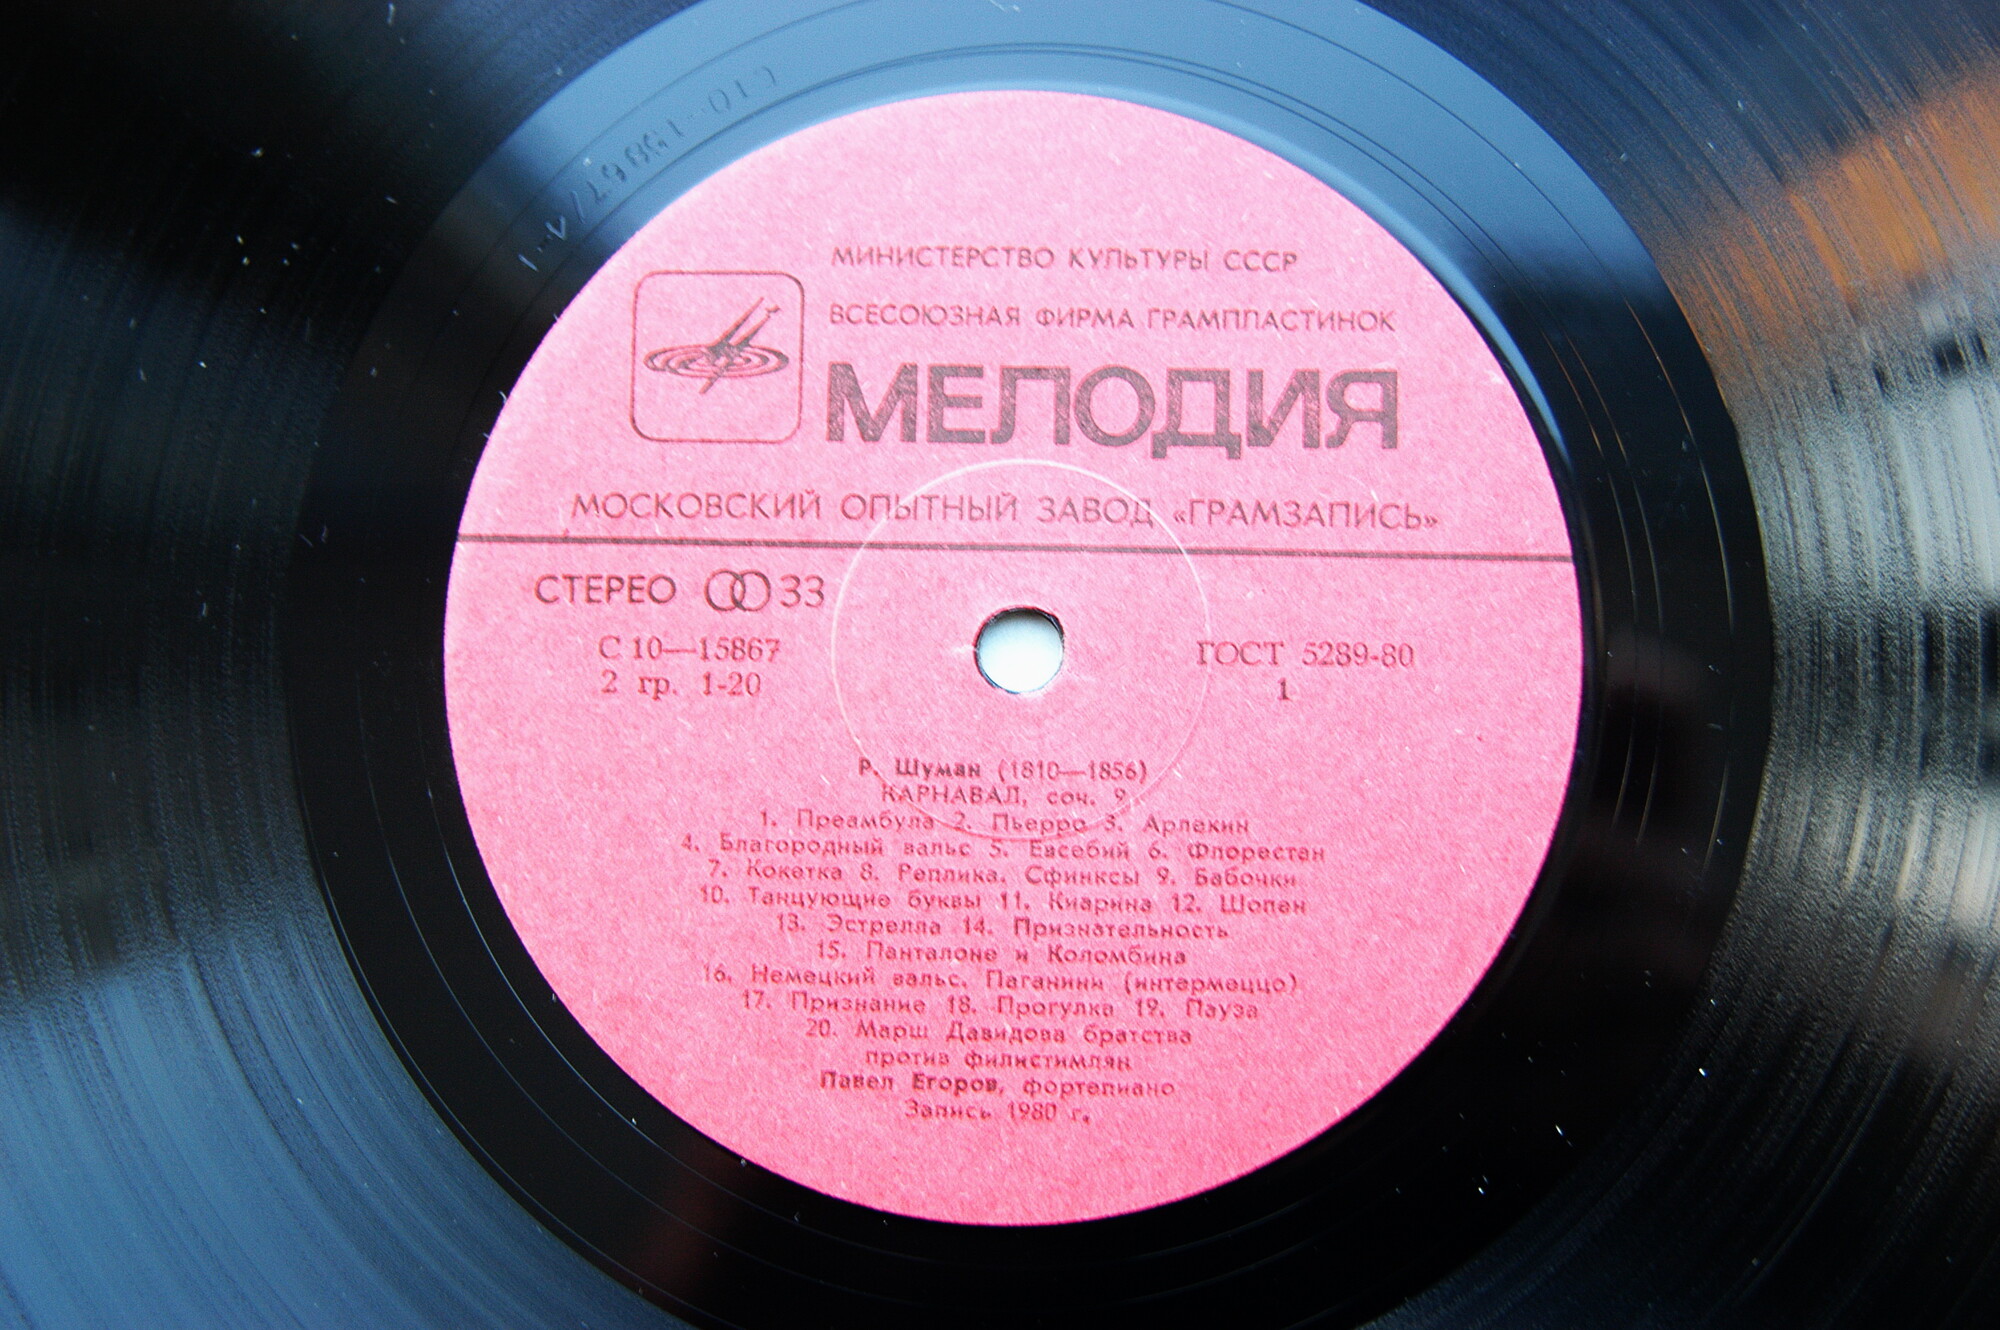 С10-15867/4-1
МИНИСТЕРСТВО КУЛЬТУРЫ СССР
ВСЕСОЮЗНАЯ ФИРМА ГРАМПЛАСТИНОК
МЕЛОДИЯ
МОСКОВСКИЙ ОПЫТНЫЙ ЗАВОД «ГРАМЗАПИСЬ»
СТЕРЕО 33
С 10—15867
2 гр. 1-20
ГОСТ 5289-80
1
Р. Шуман (1810—1856)
КАРНАВАЛ, соч. 9
1. Преамбула 2. Пьерро 3. Арлекин
4. Благородный вальс 5. Евсебий 6. Флорестан
7. Кокетка 8. Реплика. Сфинксы 9. Бабочки
10. Танцующие буквы 11. Киарина 12. Шопен
13. Эстрелла 14. Признательность
15. Панталоне и Коломбина
16. Немецкий вальс. Паганини (интермеццо)
17. Признание 18. Прогулка 19. Пауза
20. Марш Давидова братства
против филистимлян
Павел Егоров, фортепиано
Запись 1980 г.